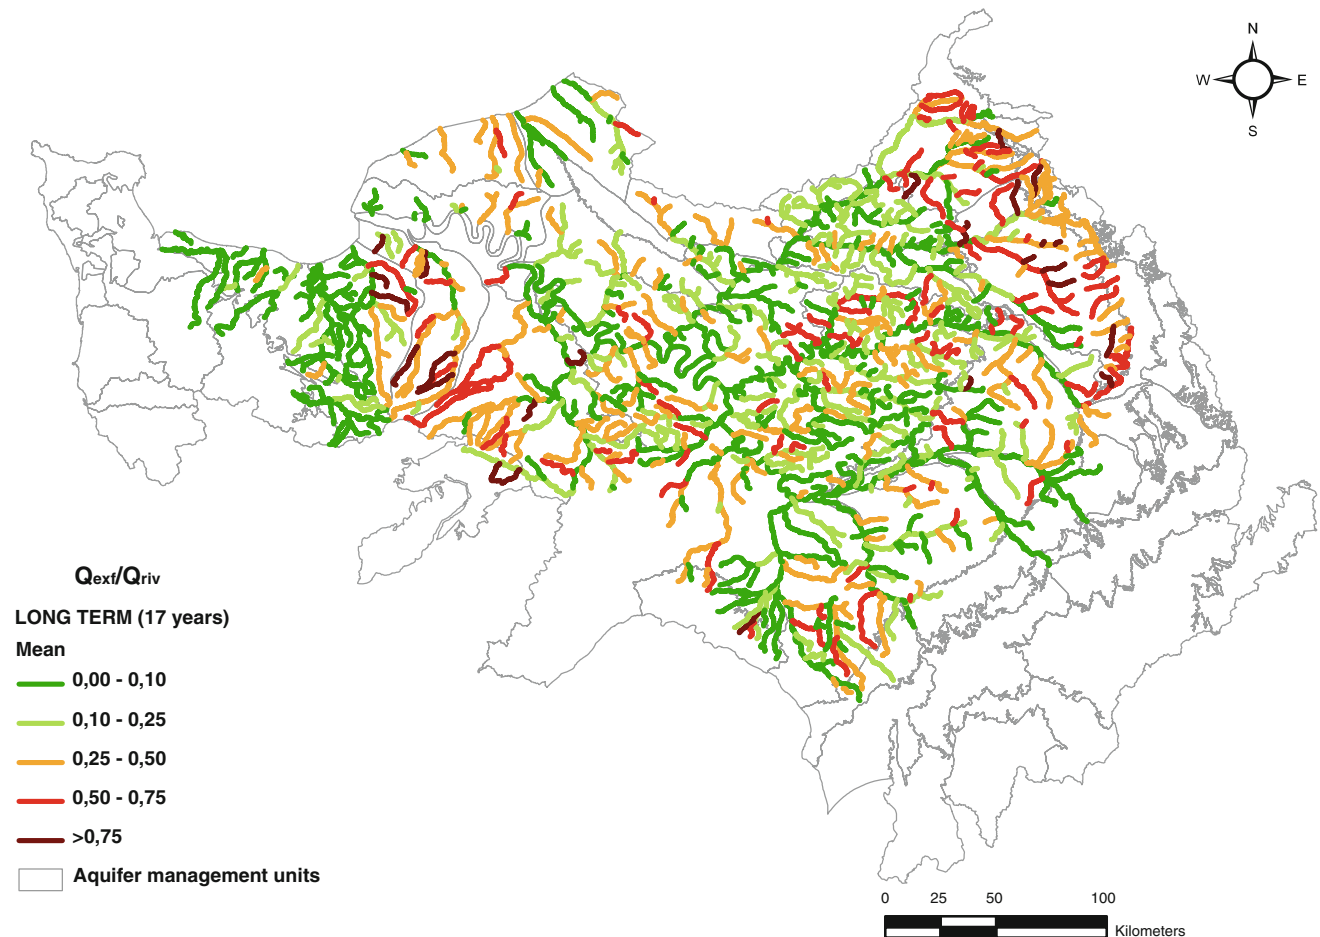 N
W E
S
Qexf/Qriv
LONG TERM (17 years)
Mean
0,00 - 0,10
0,10 - 0,25
0,25 - 0,50
0,50 - 0,75
>0,75
Aquifer management units
0 25 50 100
Kilometers